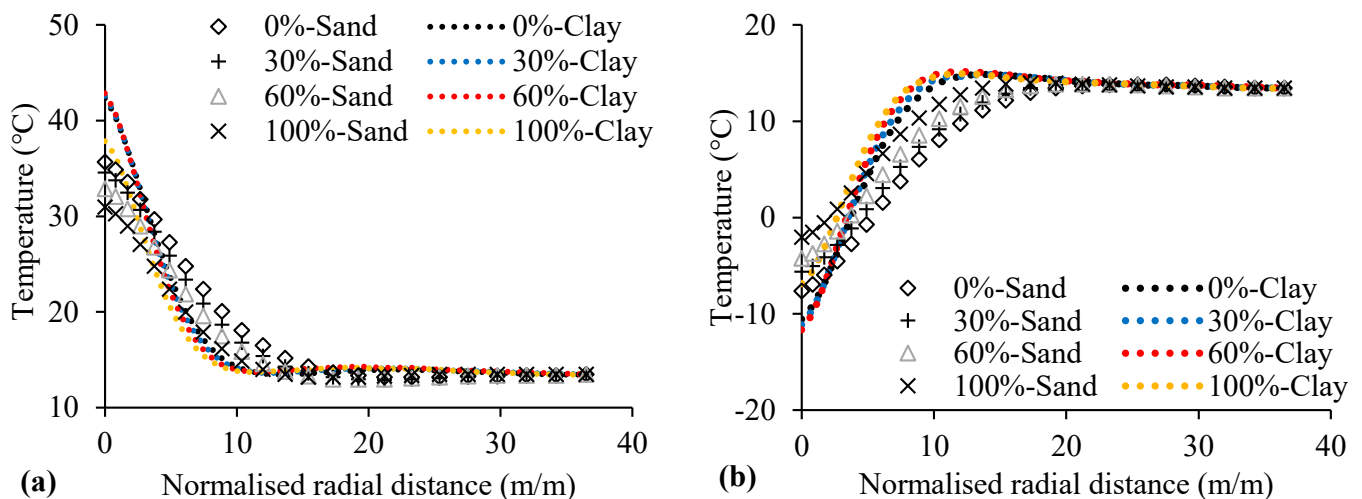 50
40
30
20
10
0 10 20 30 40
Temperature (°C)
0%-Sand 0%-Clay
30%-Sand 30%-Clay
60%-Sand 60%-Clay
100%-Sand 100%-Clay
(a) Normalised radial distance (m/m)
20
10
0
-10
-20
0 10 20 30 40
Temperature (°C)
0%-Sand 0%-Clay
30%-Sand 30%-Clay
60%-Sand 60%-Clay
100%-Sand 100%-Clay
(b) Normalised radial distance (m/m)